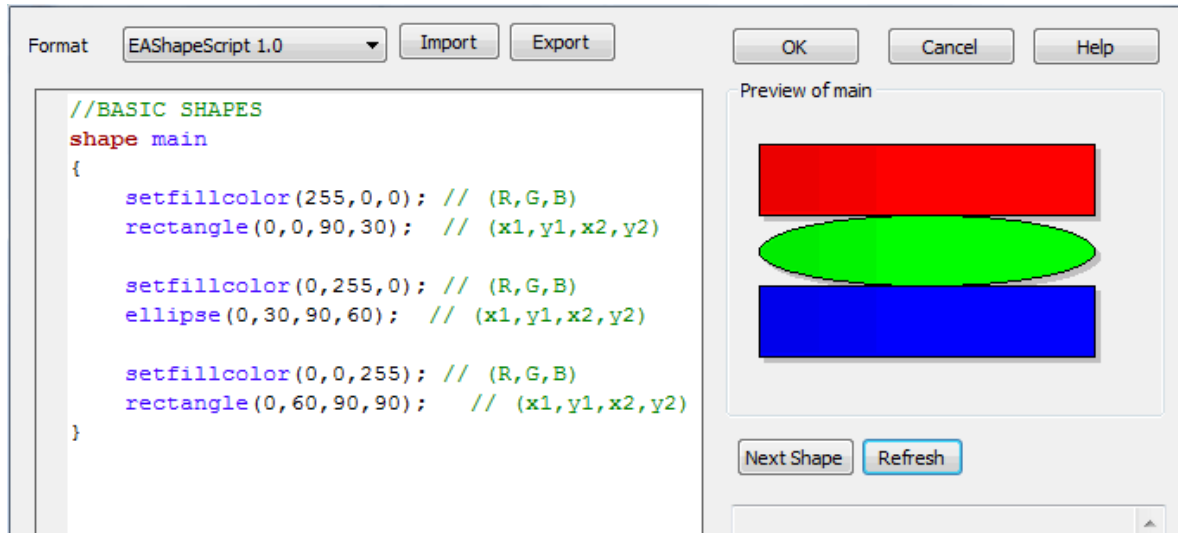 Format EAShapeScript 1.0 Import Export OK Cancel Help
//BASIC SHAPES
shape main
{
setfillcolor(255,0,0); // (R,G,B)
rectangle(0,0,90,30); // (x1,y1,x2,y2)
setfillcolor(0,255,0); // (R,G,B)
ellipse(0,30,90,60); // (x1,y1,x2,y2)
setfillcolor(0,0,255); // (R,G,B)
rectangle(0,60,90,90); // (x1,y1,x2,y2)
}
Preview of main
Next Shape Refresh